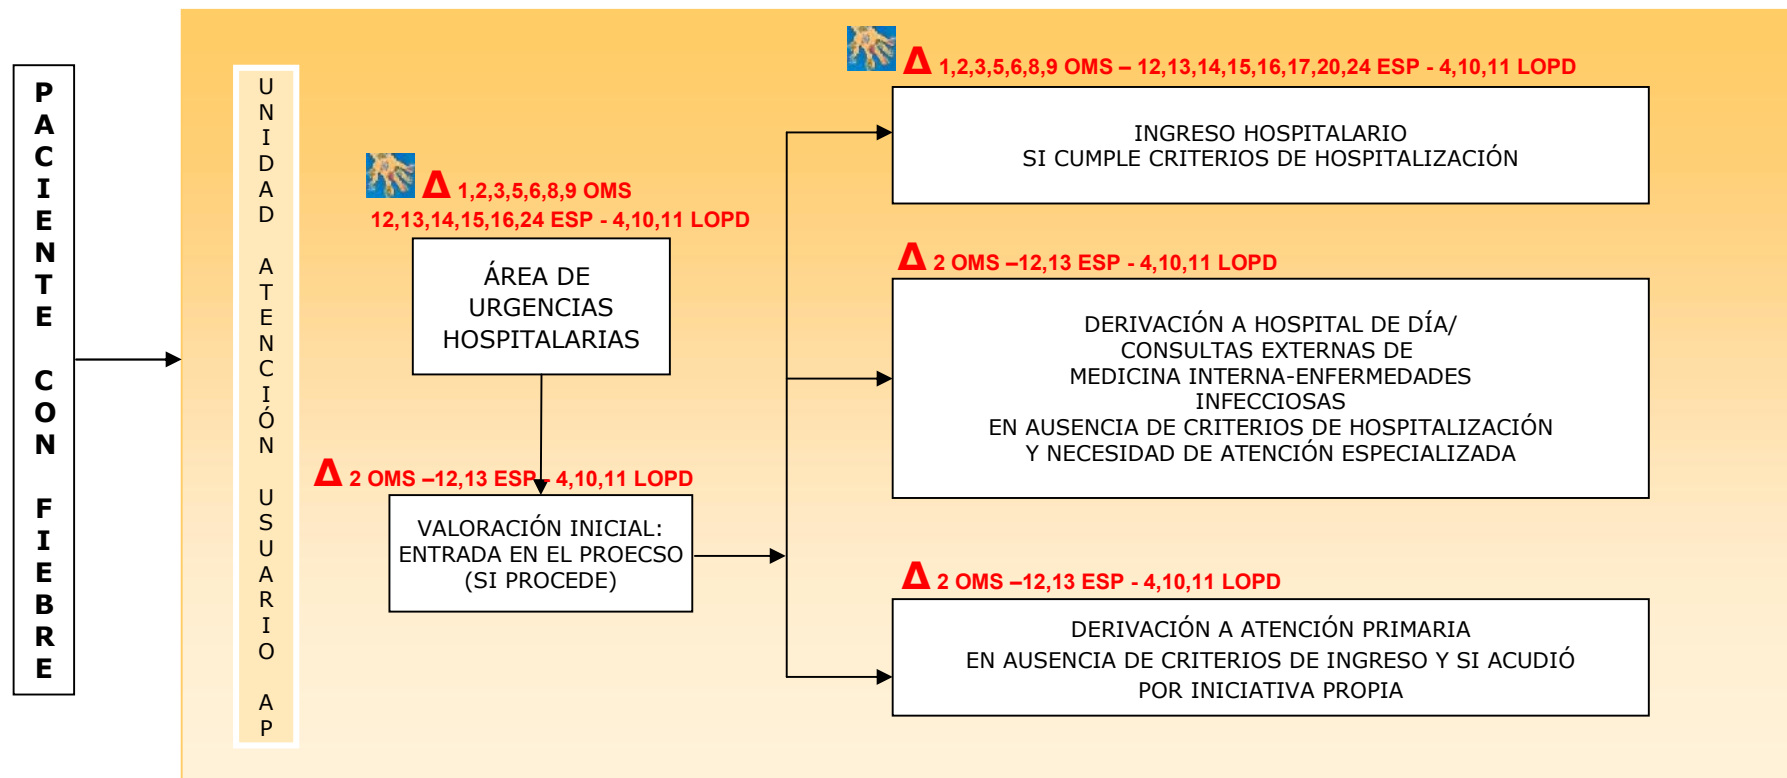 PACIENTE CON FIEBRE
UNIDAD ATENCIÓN USUARIO AP
Δ 1,2,3,5,6,8,9 OMS
12,13,14,15,16,24 ESP - 4,10,11 LOPD
ÁREA DE
URGENCIAS
HOSPITALARIAS
Δ 2 OMS –12,13 ESP - 4,10,11 LOPD
VALORACIÓN INICIAL:
ENTRADA EN EL PROECSO
(SI PROCEDE)
Δ 1,2,3,5,6,8,9 OMS – 12,13,14,15,16,17,20,24 ESP - 4,10,11 LOPD
INGRESO HOSPITALARIO
SI CUMPLE CRITERIOS DE HOSPITALIZACIÓN
Δ 2 OMS –12,13 ESP - 4,10,11 LOPD
DERIVACIÓN A HOSPITAL DE DÍA/
CONSULTAS EXTERNAS DE
MEDICINA INTERNA-ENFERMEDADES
INFECCIOSAS
EN AUSENCIA DE CRITERIOS DE HOSPITALIZACIÓN
Y NECESIDAD DE ATENCIÓN ESPECIALIZADA
Δ 2 OMS –12,13 ESP - 4,10,11 LOPD
DERIVACIÓN A ATENCIÓN PRIMARIA
EN AUSENCIA DE CRITERIOS DE INGRESO Y SI ACUDIÓ
POR INICIATIVA PROPIA